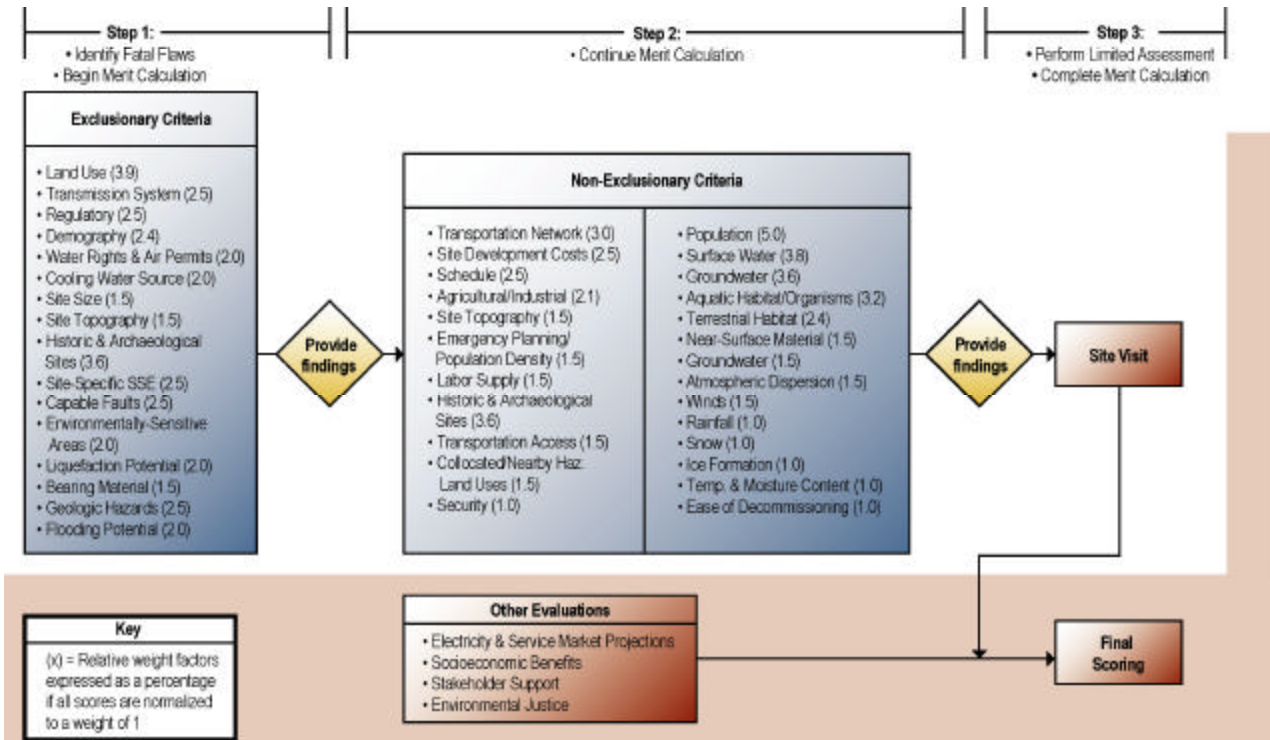 Step 1:
• Identify Fatal Flaws
• Begin Merit Calculation
Step 2:
• Continue Merit Calculation
Step 3:
• Perform Limited Assessment
• Complete Merit Calculation
Exclusionary Criteria
• Land Use (3.9)
• Transmission System (2.5)
• Regulatory (2.5)
• Demography (2.4)
• Water Rights & Air Permits (2.0)
• Cooling Water Source (2.0)
• Site Size (1.5)
• Site Topography (1.5)
• Historic & Archaeological
Sites (3.6)
• Site-Specific SSE (2.5)
• Capable Faults (2.5)
• Environmentally-Sensitive
Areas (2.0)
• Liquefaction Potential (2.0)
• Bearing Material (1.5)
• Geologic Hazards (2.5)
• Flooding Potential (2.0)
Provide
findings
Non-Exclusionary Criteria
• Transportation Network (3.0)
• Site Development Costs (2.5)
• Schedule (2.5)
• Agricultural/Industrial (2.1)
• Site Topography (1.5)
• Emergency Planning/
Population Density (1.5)
• Labor Supply (1.5)
• Historic & Archaeological
Sites (3.6)
• Transportation Access (1.5)
• Collocated/Nearby Haz.
Land Uses (1.5)
• Security (1.0)
• Population (5.0)
• Surface Water (3.8)
• Groundwater (3.6)
• Aquatic Habitat/Organisms (3.2)
• Terrestrial Habitat (2.4)
• Near-Surface Material (1.5)
• Groundwater (1.5)
• Atmospheric Dispersion (1.5)
• Winds (1.5)
• Rainfall (1.0)
• Snow (1.0)
• Ice Formation (1.0)
• Temp. & Moisture Content (1.0)
• Ease of Decommissioning (1.0)
Provide
findings
Site Visit
Key
(x) = Relative weight factors
expressed as a percentage
if all scores are normalized
to a weight of 1
Other Evaluations
• Electricity & Service Market Projections
• Socioeconomic Benefits
• Stakeholder Support
• Environmental Justice
Final
Scoring